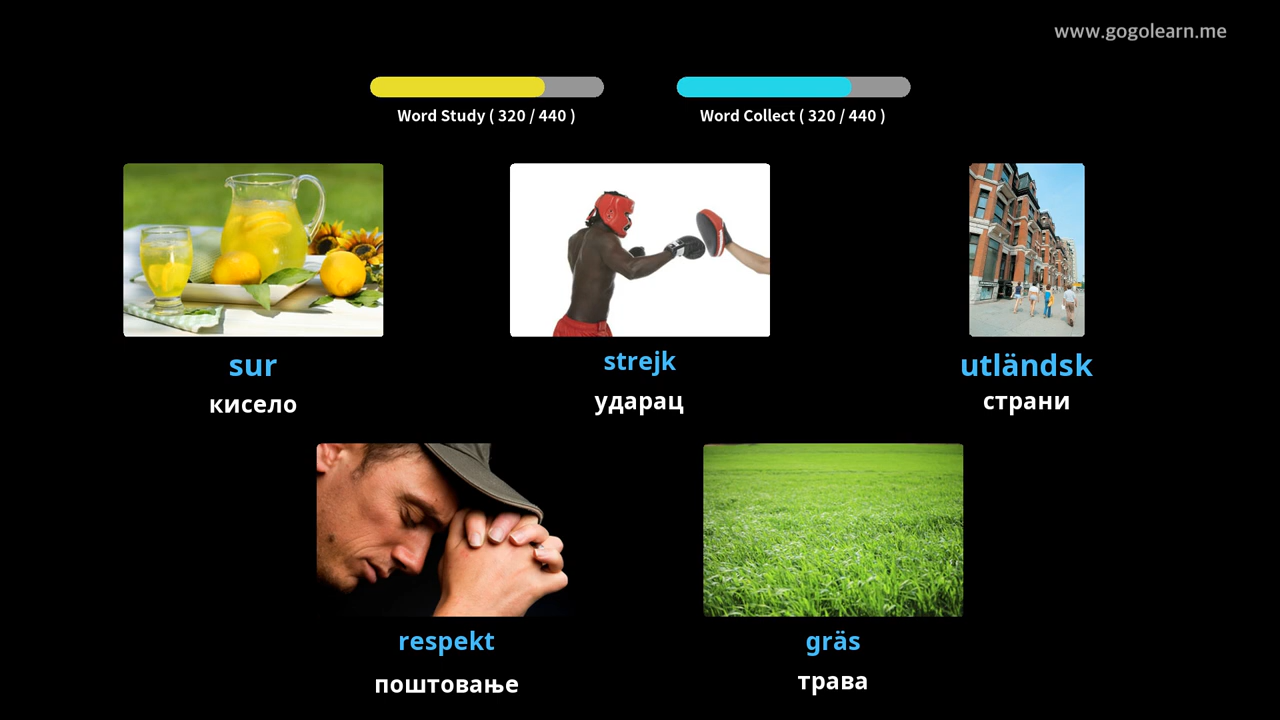 www.gogolearn.me
Word Study ( 320 / 440 )
Word Collect ( 320 / 440 )
sur
strejk
utländsk
кисело
ударац
страни
respekt
gräs
поштовање
трава